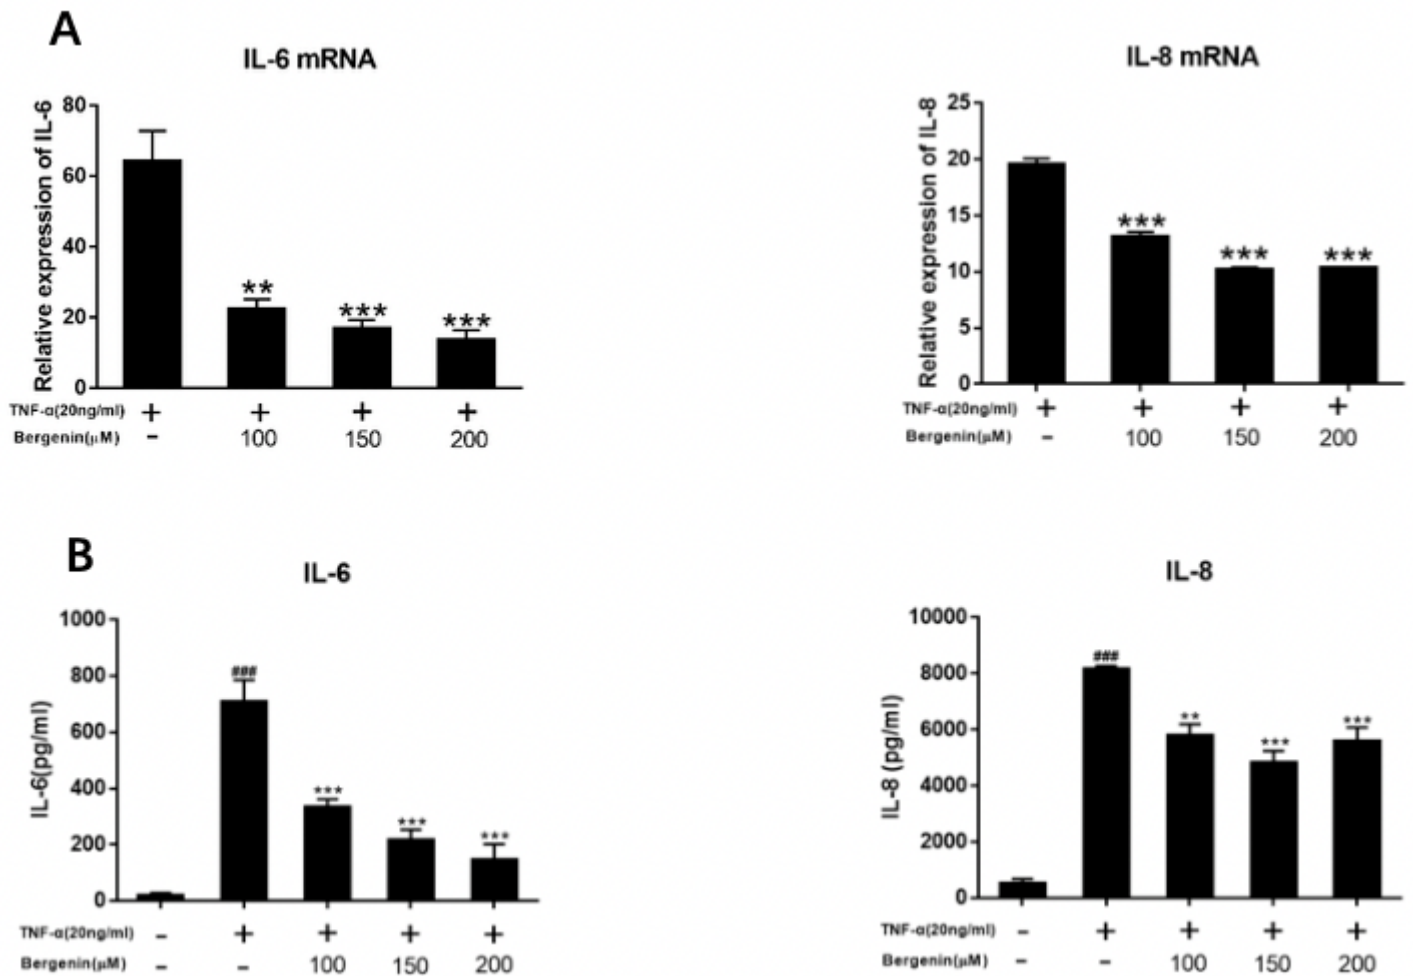 A
IL-6 mRNA
Relative expression of IL-6
80
60
40
20
0
**
***
***
TNF-α(20ng/ml) + + + +
Bergenin(μM) - 100 150 200
IL-8 mRNA
Relative expression of IL-8
25
20
15
10
5
0
***
***
***
TNF-α(20ng/ml) + + + +
Bergenin(μM) - 100 150 200
B
IL-6
IL-6(pg/ml)
1000
800
600
400
200
0
###
***
***
***
TNF-α(20ng/ml) - + + + +
Bergenin(μM) - - 100 150 200
IL-8
IL-8 (pg/ml)
10000
8000
6000
4000
2000
0
###
**
***
***
TNF-α(20ng/ml) - + + + +
Bergenin(μM) - - 100 150 200